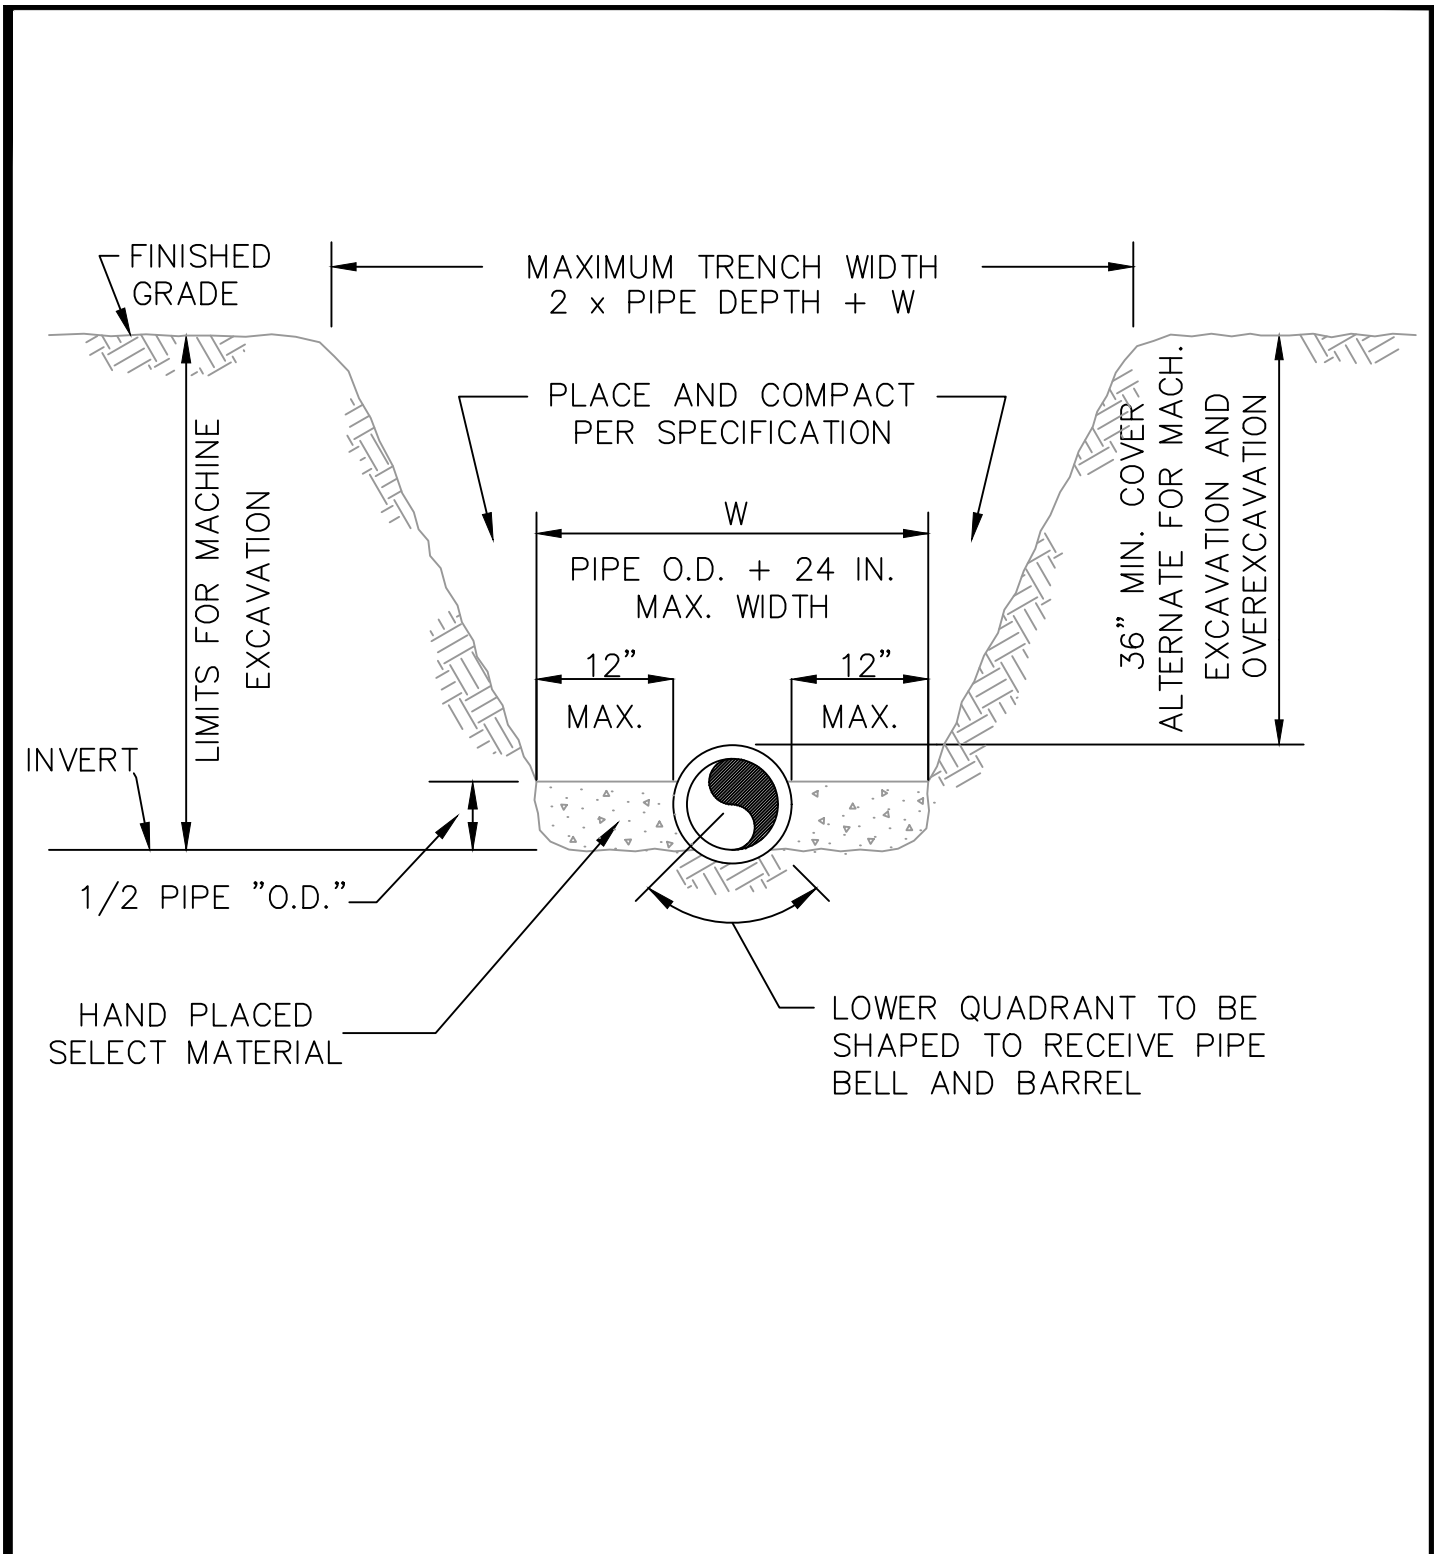 FINISHED
GRADE
MAXIMUM TRENCH WIDTH
2 x PIPE DEPTH + W
PLACE AND COMPACT
PER SPECIFICATION
LIMITS FOR MACHINE
EXCAVATION
36” MIN. COVER
ALTERNATE FOR MACH.
EXCAVATION AND
OVEREXCAVATION
W
PIPE O.D. + 24 IN.
MAX. WIDTH
12”
MAX.
12”
MAX.
INVERT
1/2 PIPE ”O.D.”
HAND PLACED
SELECT MATERIAL
LOWER QUADRANT TO BE
SHAPED TO RECEIVE PIPE
BELL AND BARREL